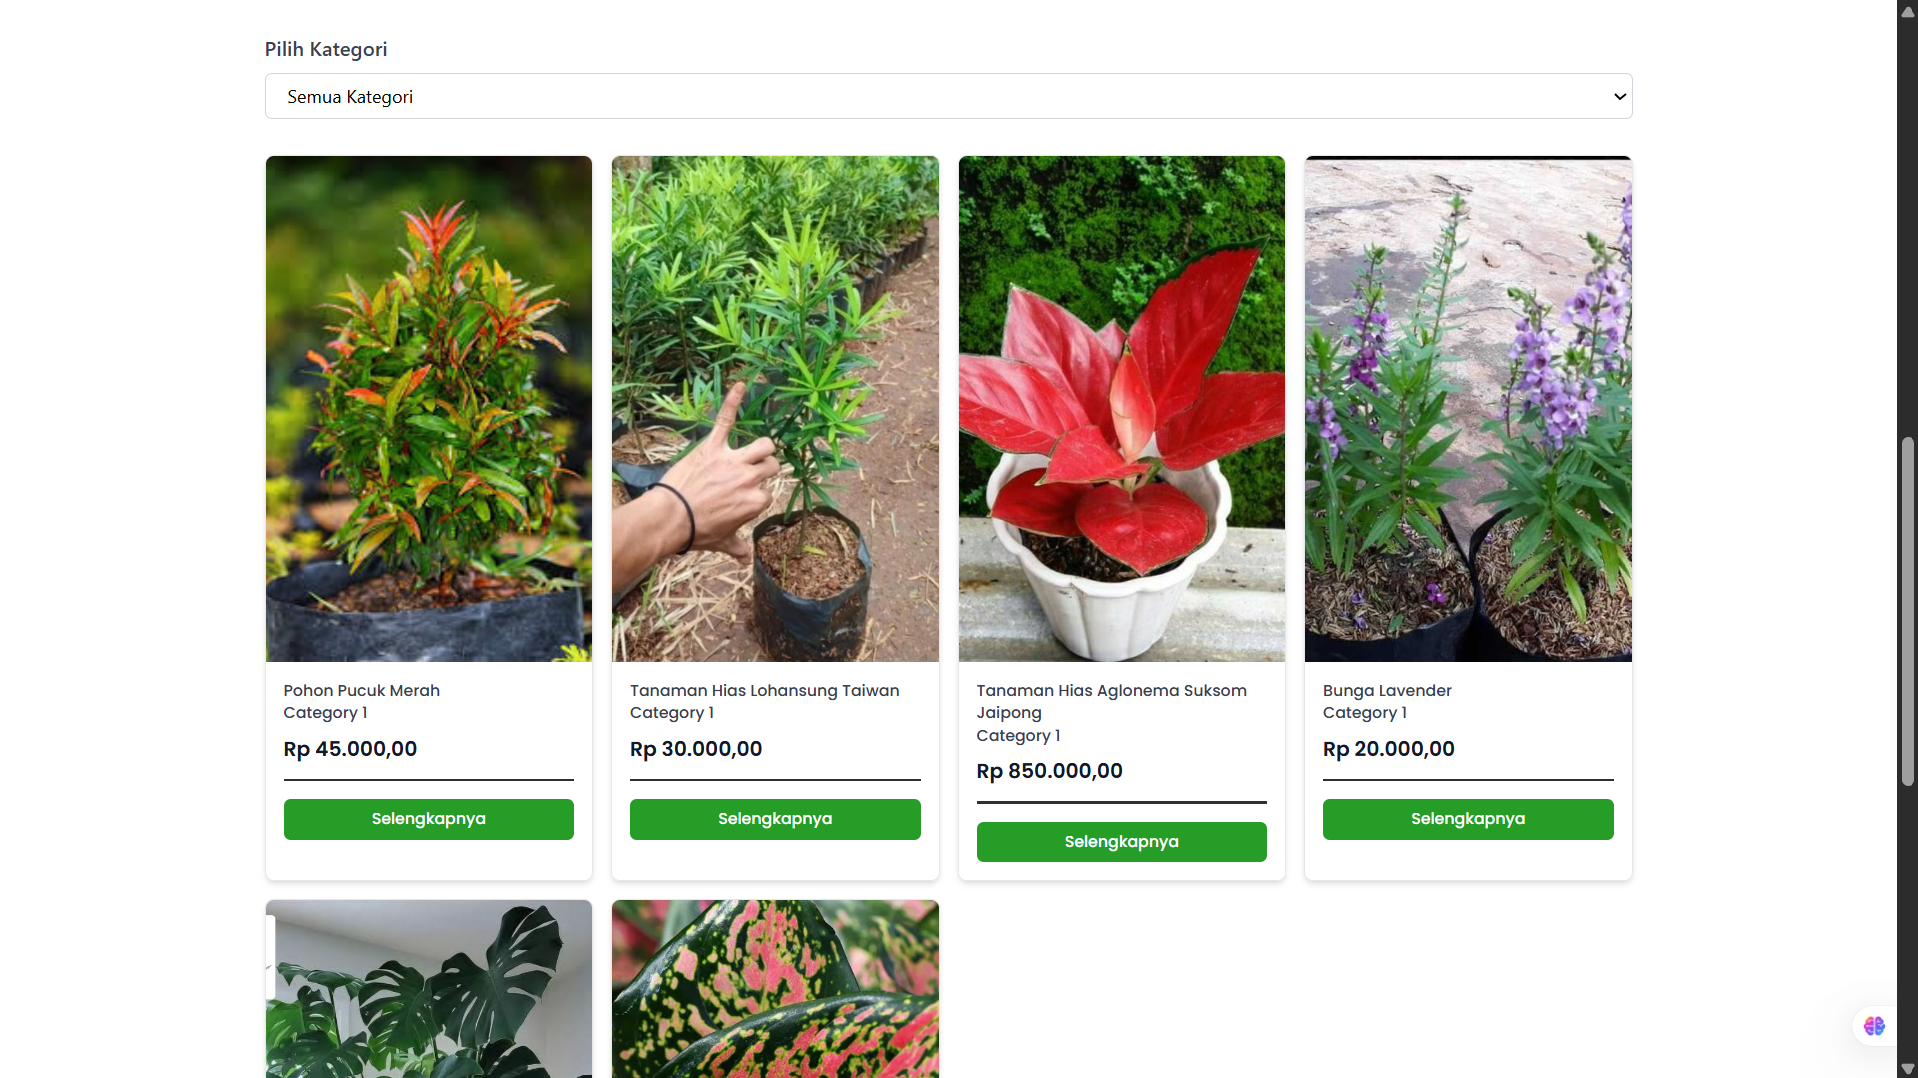 Pilih Kategori
Semua Kategori
Pohon Pucuk Merah
Category 1
Rp 45.000,00
Selengkapnya
Tanaman Hias Lohansung Taiwan
Category 1
Rp 30.000,00
Selengkapnya
Tanaman Hias Aglonema Suksom
Jaipong
Category 1
Rp 850.000,00
Selengkapnya
Bunga Lavender
Category 1
Rp 20.000,00
Selengkapnya